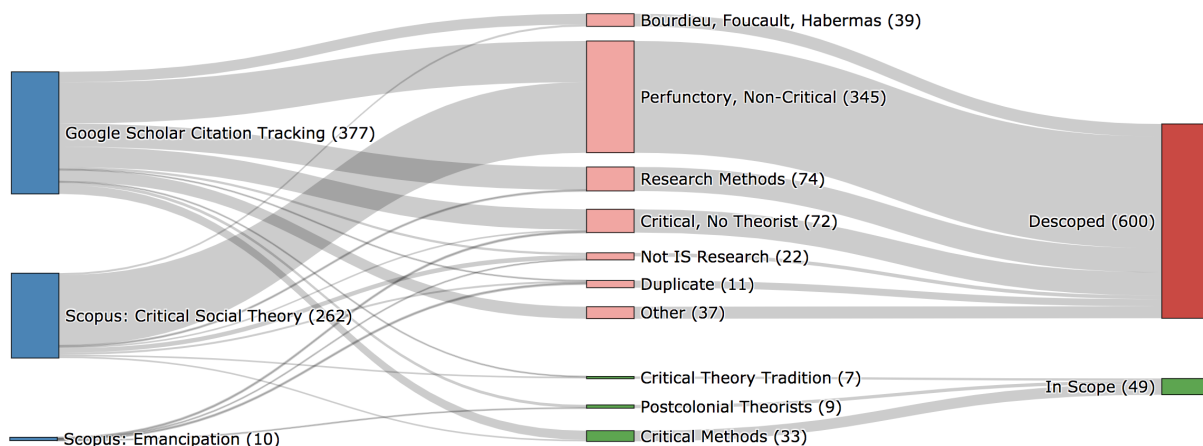 Bourdieu, Foucault, Habermas (39)
Perfunctory, Non-Critical (345)
Google Scholar Citation Tracking (377)
Research Methods (74)
Critical, No Theorist (72)
Descoped (600)
Not IS Research (22)
Duplicate (11)
Scopus: Critical Social Theory (262)
Other (37)
Critical Theory Tradition (7)
In Scope (49)
Postcolonial Theorists (9)
Critical Methods (33)
Scopus: Emancipation (10)